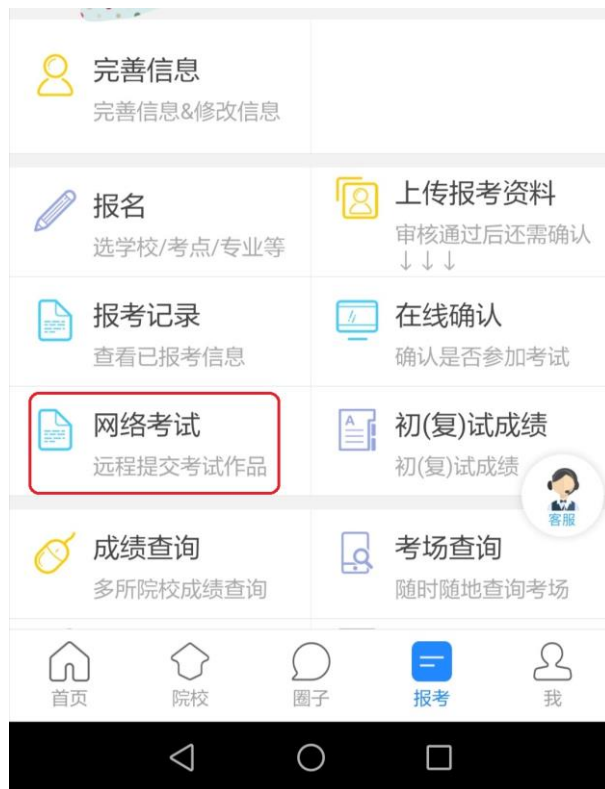 完善信息
完善信息&修改信息
报名
选学校/考点/专业等
上传报考资料
审核通过后还需确认
↓↓↓
报考记录
查看已报考信息
在线确认
确认是否参加考试
网络考试
远程提交考试作品
A
初(复)试成绩
初(复)试成绩
客服
成绩查询
多所院校成绩查询
考场查询
随时随地查询考场
首页
院校
圈子
报考
我